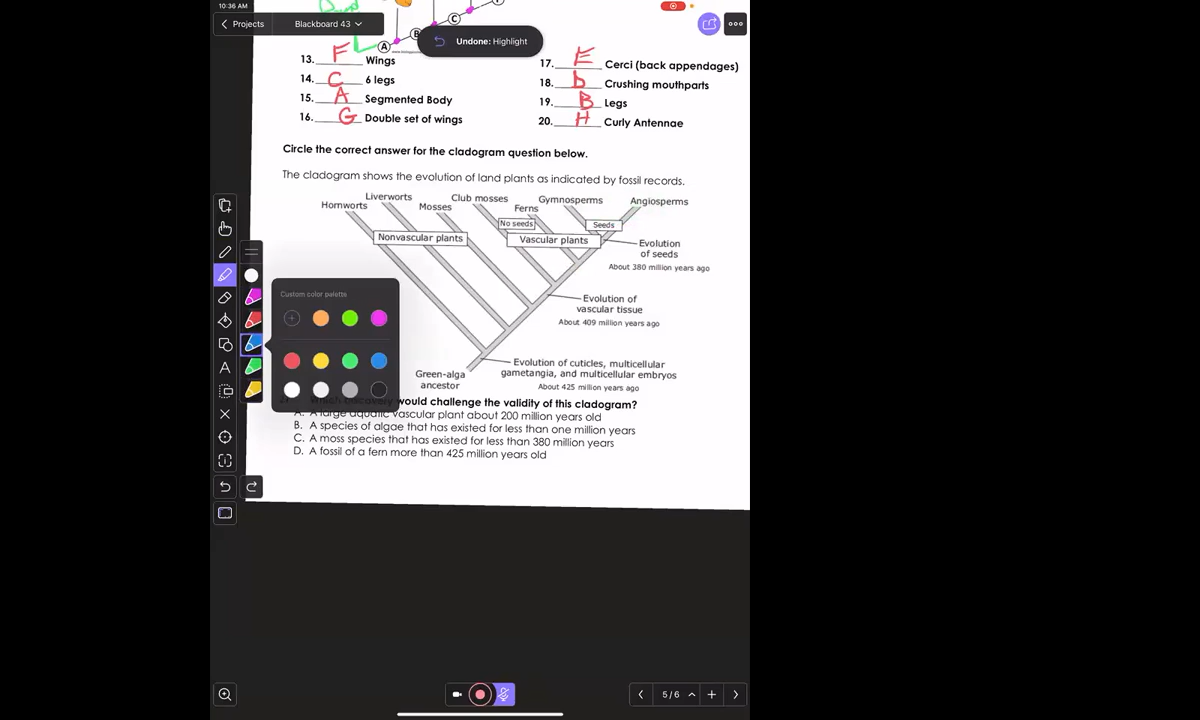 10:36 AM
Projects
Blackboard 43
Undone: Highlight
A B C
13. F Wings
14. C 6 legs
15. A Segmented Body
16. G Double set of wings
17. E Cerci (back appendages)
18. D Crushing mouthparts
19. B Legs
20. H Curly Antennae
Circle the correct answer for the cladogram question below.
The cladogram shows the evolution of land plants as indicated by fossil records.
Hornworts
Liverworts
Mosses
Club mosses
Ferns
Gymnosperms
Angiosperms
No seeds
Seeds
Nonvascular plants
Vascular plants
Evolution
of seeds
About 380 million years ago
Evolution of
vascular tissue
About 409 million years ago
Evolution of cuticles, multicellular
gametangia, and multicellular embryos
About 425 million years ago
Green-alga
ancestor
Custom color palette
would challenge the validity of this cladogram?
A. A large aquatic vascular plant about 200 million years old
B. A species of algae that has existed for less than one million years
C. A moss species that has existed for less than 380 million years
D. A fossil of a fern more than 425 million years old
5/6